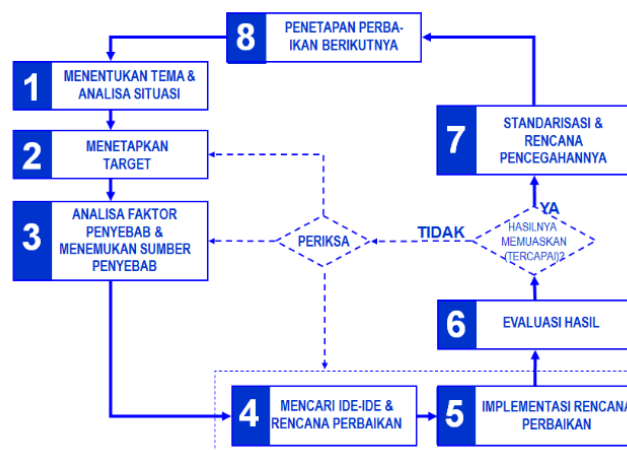 8
PENETAPAN PERBA-
IKAN BERIKUTNYA
1
MENENTUKAN TEMA &
ANALISA SITUASI
2
MENETAPKAN
TARGET
3
ANALISA FAKTOR
PENYEBAB &
MENEMUKAN SUMBER
PENYEBAB
PERIKSA
TIDAK
YA
HASILNYA
MEMUASKAN
(TERCAPAI)?
7
STANDARISASI &
RENCANA
PENCEGAHANNYA
6
EVALUASI HASIL
4
MENCARI IDE-IDE &
RENCANA PERBAIKAN
5
IMPLEMENTASI RENCANA
PERBAIKAN